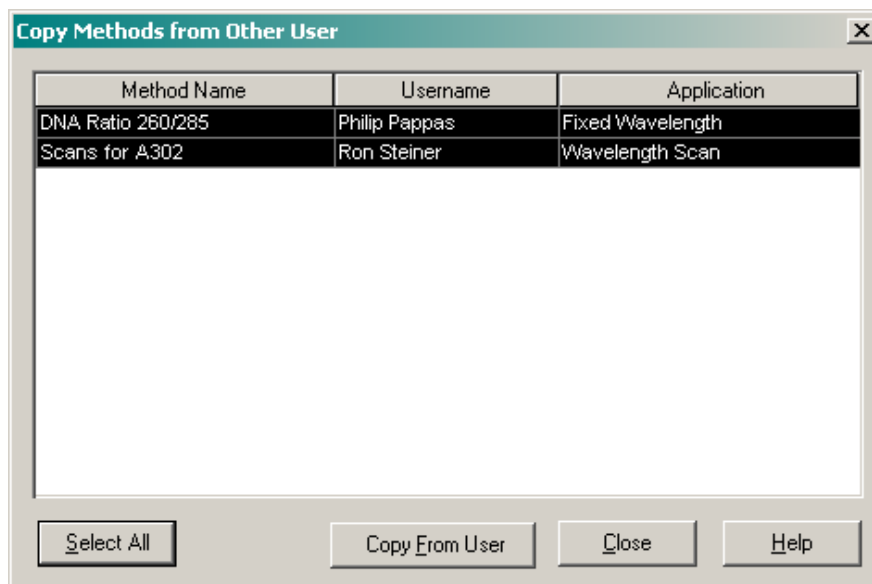 Copy Methods from Other User
Method Name Username Application
DNA Ratio 260/285 Philip Pappas Fixed Wavelength
Scans for A302 Ron Steiner Wavelength Scan
Select All Copy From User Close Help